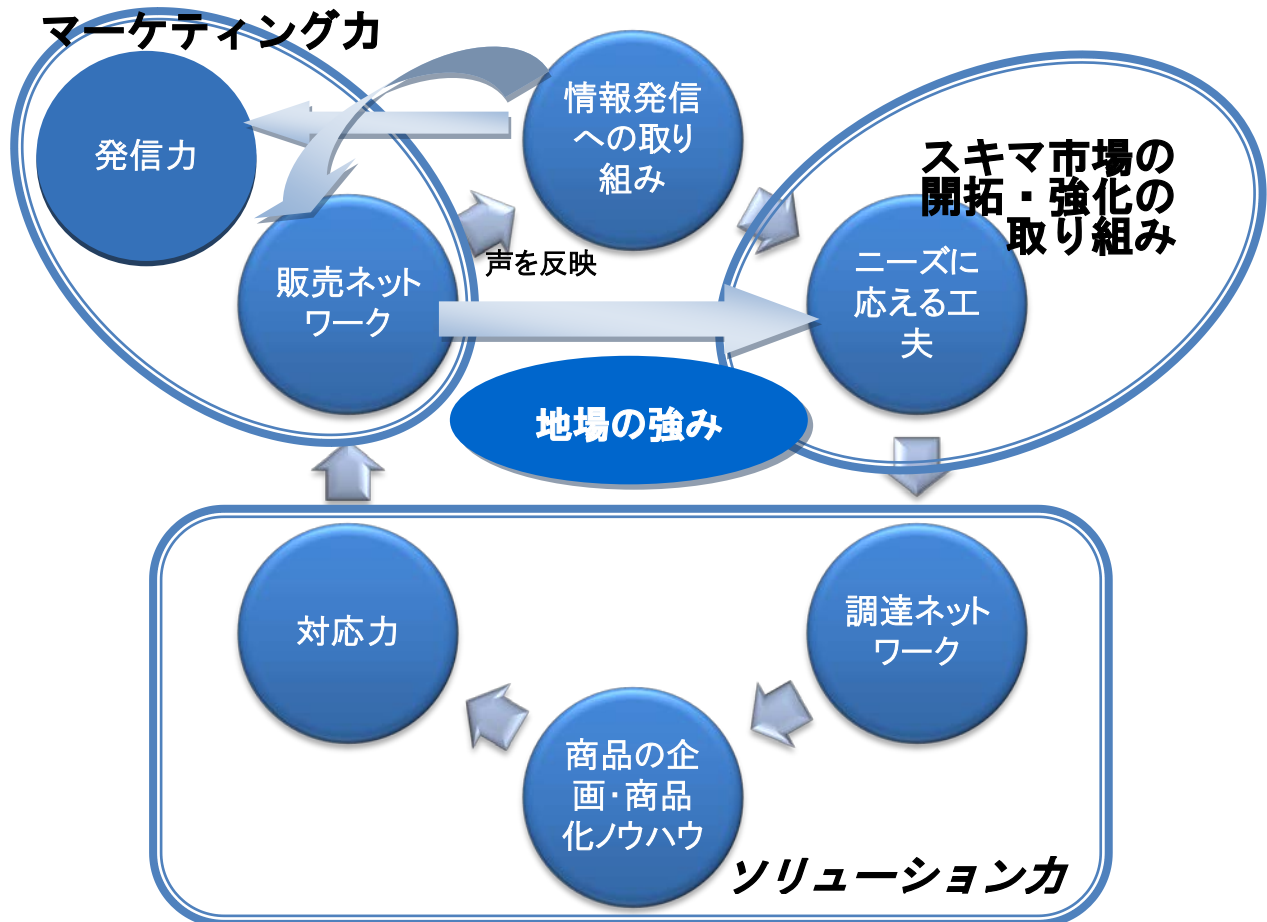 マーケティング力
発信力
情報発信
への取り
組み
スキマ市場の
開拓・強化の
取り組み
販売ネット
ワーク
声を反映
ニーズに
応える工
夫
地場の強み
対応力
調達ネット
ワーク
商品の企
画・商品
化ノウハウ
ソリューション力